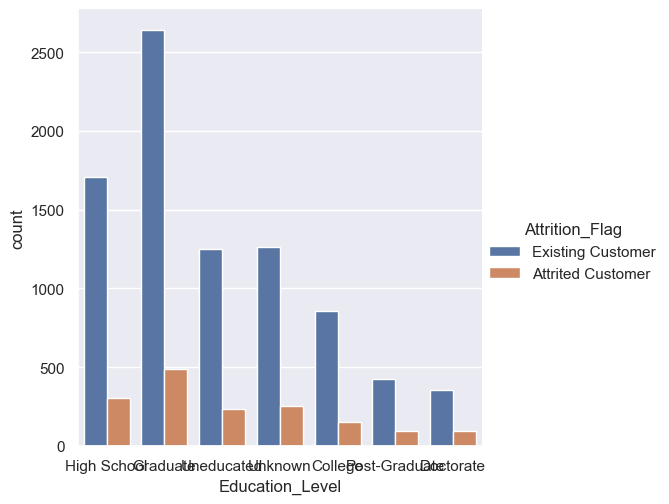 2500
2000
1500
1000
500
0
count
High School Graduate Uneducated Unknown College Post-Graduate Doctorate
Education_Level
Attrition_Flag
Existing Customer
Attrited Customer